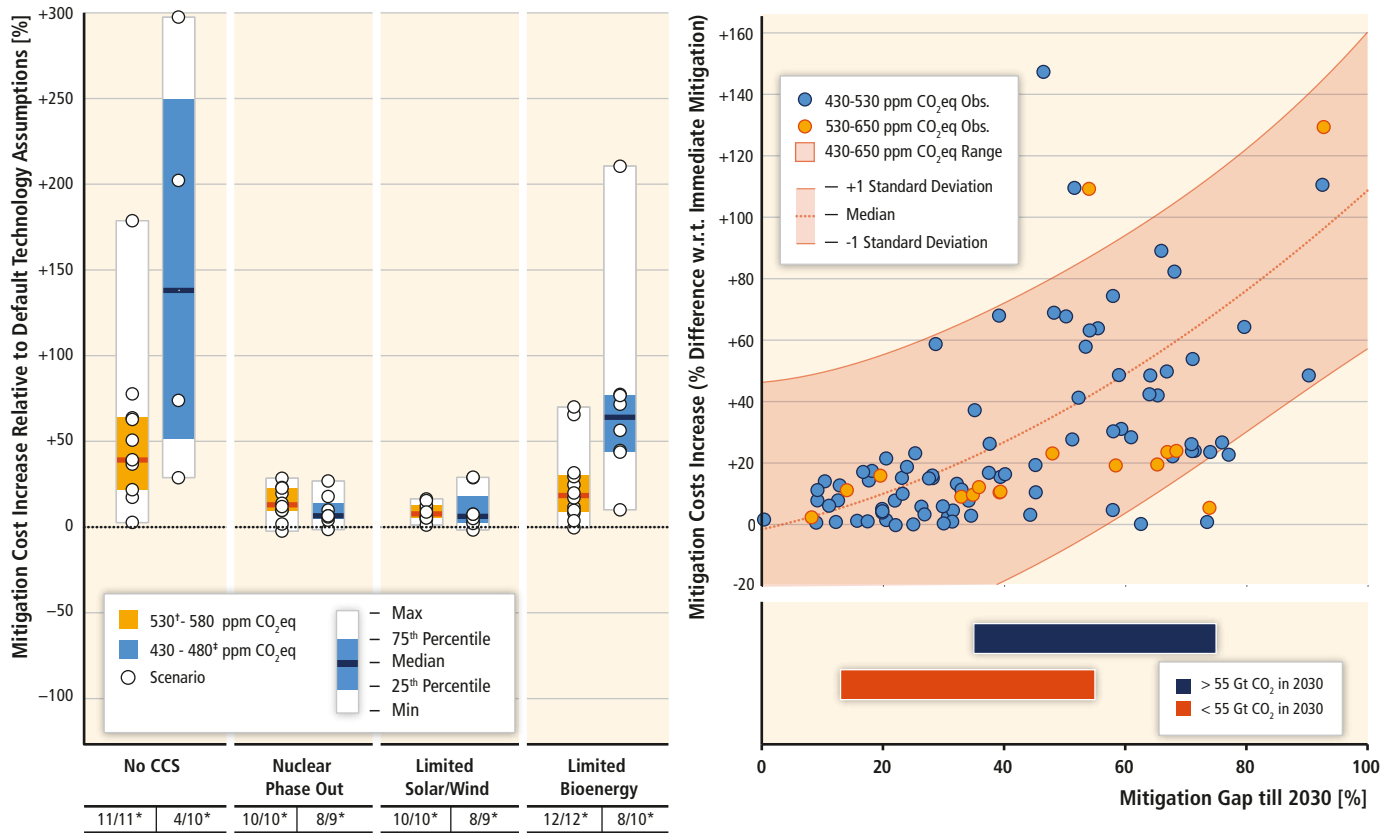 Mitigation Cost Increase Relative to Default Technology Assumptions [%]
+300
+250
+200
+150
+100
+50
0
−50
−100
530†- 580 ppm CO2eq
430 - 480‡ ppm CO2eq
Scenario
Max
75th Percentile
Median
25th Percentile
Min
No CCS
Nuclear
Phase Out
Limited
Solar/Wind
Limited
Bioenergy
11/11* 4/10* 10/10* 8/9* 10/10* 8/9* 12/12* 8/10*
Mitigation Costs Increase (% Difference w.r.t. Immediate Mitigation)
+160
+140
+120
+100
+80
+60
+40
+20
0
-20
430-530 ppm CO2eq Obs.
530-650 ppm CO2eq Obs.
430-650 ppm CO2eq Range
+1 Standard Deviation
Median
-1 Standard Deviation
> 55 Gt CO2 in 2030
< 55 Gt CO2 in 2030
0 20 40 60 80 100
Mitigation Gap till 2030 [%]